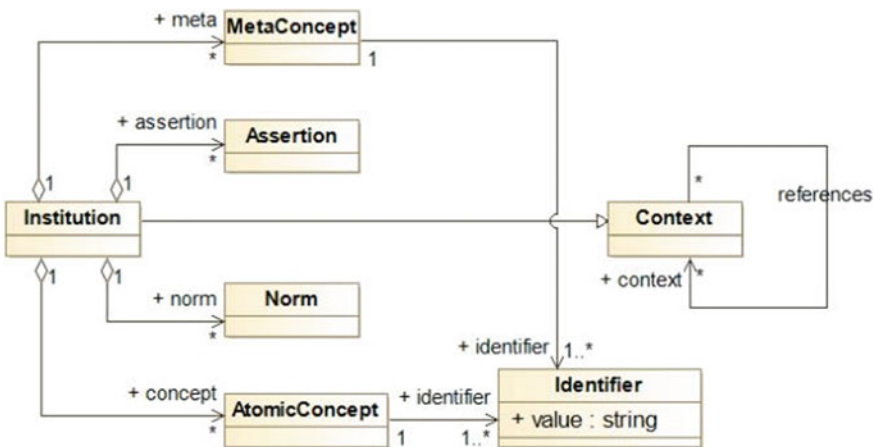 + meta
MetaConcept
*
1
+ assertion
Assertion
*
1
1
Institution
Context
*
references
+ context
*
1
1
+ norm
Norm
*
+ identifier
1..*
+ concept
AtomicConcept
*
+ identifier
1
1..*
Identifier
+ value : string